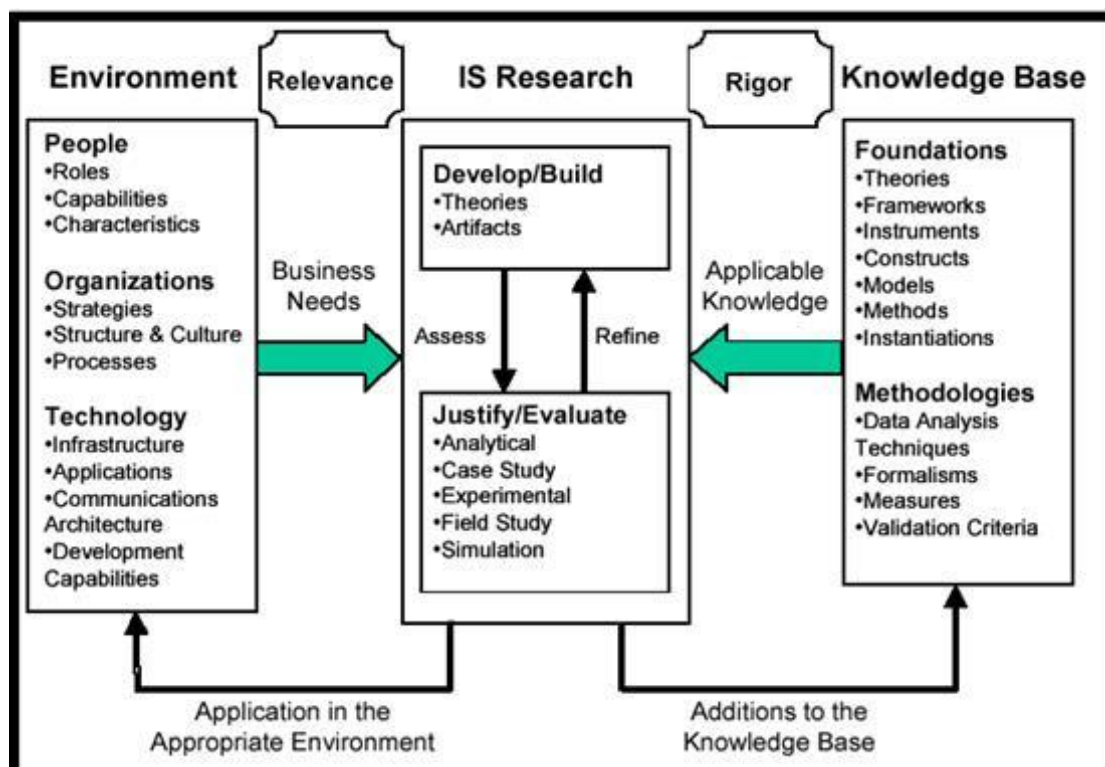 Environment
Relevance
IS Research
Rigor
Knowledge Base
People
•Roles
•Capabilities
•Characteristics
Organizations
•Strategies
•Structure & Culture
•Processes
Technology
•Infrastructure
•Applications
•Communications
Architecture
•Development
Capabilities
Business
Needs
Develop/Build
•Theories
•Artifacts
Assess
Refine
Justify/Evaluate
•Analytical
•Case Study
•Experimental
•Field Study
•Simulation
Applicable
Knowledge
Foundations
•Theories
•Frameworks
•Instruments
•Constructs
•Models
•Methods
•Instantiations
Methodologies
•Data Analysis
Techniques
•Formalisms
•Measures
•Validation Criteria
Application in the
Appropriate Environment
Additions to the
Knowledge Base